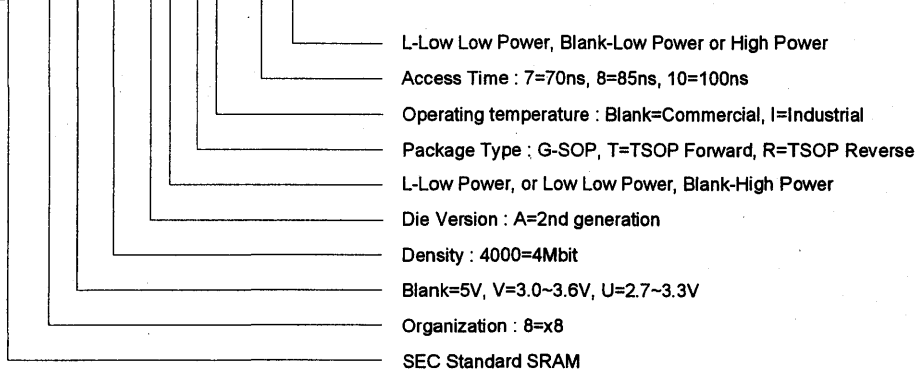 L-Low Low Power, Blank-Low Power or High Power
Access Time : 7=70ns, 8=85ns, 10=100ns
Operating temperature : Blank=Commercial, I=Industrial
Package Type : G-SOP, T=TSOP Forward, R=TSOP Reverse
L-Low Power, or Low Low Power, Blank-High Power
Die Version : A=2nd generation
Density : 4000=4Mbit
Blank=5V, V=3.0~3.6V, U=2.7~3.3V
Organization : 8=x8
SEC Standard SRAM